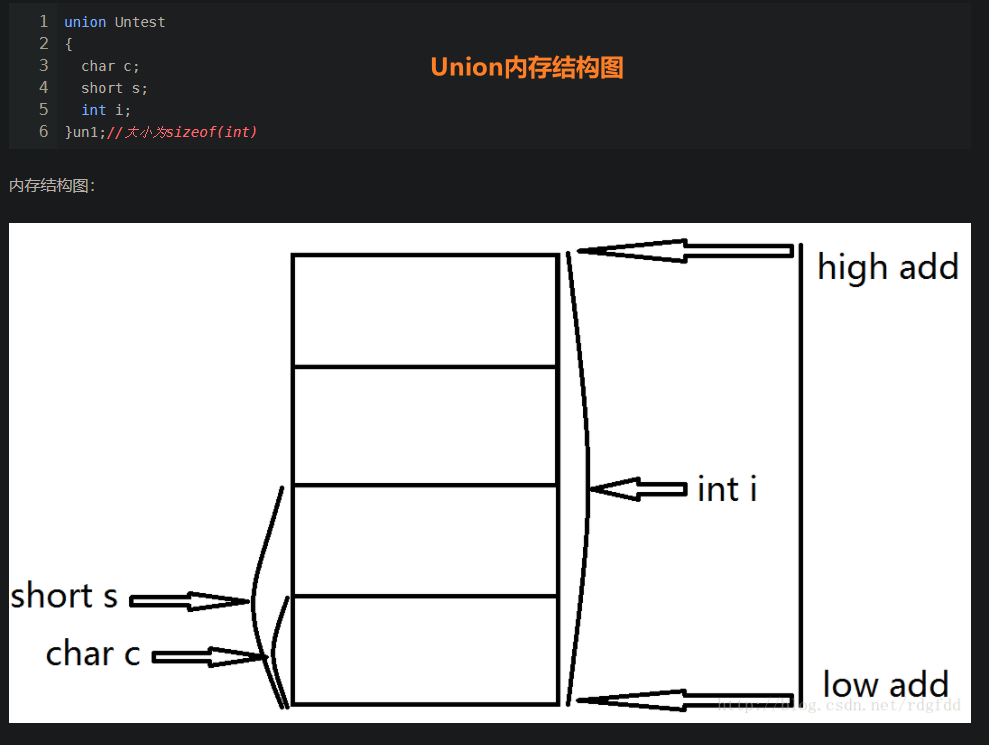 1 union Untest
2 {
3 char c;
4 short s;
5 int i;
6 }un1;//大小为sizeof(int)
Union内存结构图
内存结构图:
high add
int i
short s
char c
low add
http://blog.csdn.net/rdgfdd